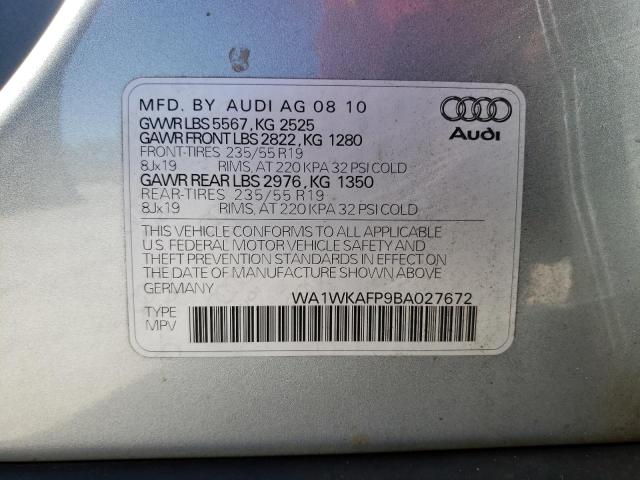 MFD. BY AUDI AG 08 10
GVWR LBS 5567, KG 2525
GAWR FRONT LBS 2822, KG 1280
FRONT-TIRES 235/55 R19
8Jx19 RIMS, AT 220 KPA 32 PSI COLD
GAWR REAR LBS 2976, KG 1350
REAR-TIRES 235/55 R19
8Jx19 RIMS, AT 220 KPA 32 PSI COLD
Audi
THIS VEHICLE CONFORMS TO ALL APPLICABLE
U.S. FEDERAL MOTOR VEHICLE SAFETY AND
THEFT PREVENTION STANDARDS IN EFFECT ON
THE DATE OF MANUFACTURE SHOWN ABOVE
GERMANY
WA1WKAFP9BA027672
TYPE
MPV